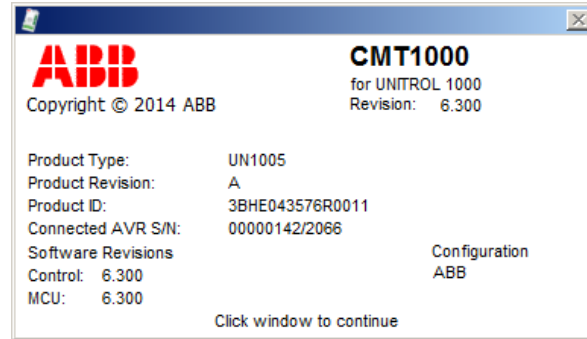 ABB
CMT1000
for UNITROL 1000
Copyright © 2014 ABB
Revision: 6.300
Product Type: UN1005
Product Revision: A
Product ID: 3BHE043576R0011
Connected AVR S/N: 00000142/2066
Software Revisions
Configuration
Control: 6.300
ABB
MCU: 6.300
Click window to continue